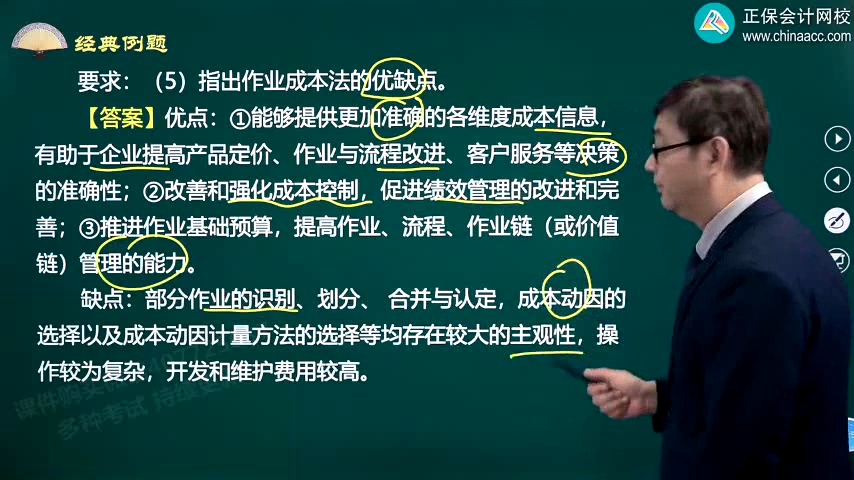 正保会计网校
www.chinaacc.com
经典例题
要求：（5）指出作业成本法的优缺点。
【答案】优点：①能够提供更加准确的各维度成本信息，
有助于企业提高产品定价、作业与流程改进、客户服务等决策
的准确性；②改善和强化成本控制，促进绩效管理的改进和完
善；③推进作业基础预算，提高作业、流程、作业链（或价值
链）管理的能力。
缺点：部分作业的识别、划分、合并与认定，成本动因的
选择以及成本动因计量方法的选择等均存在较大的主观性，操
作较为复杂，开发和维护费用较高。